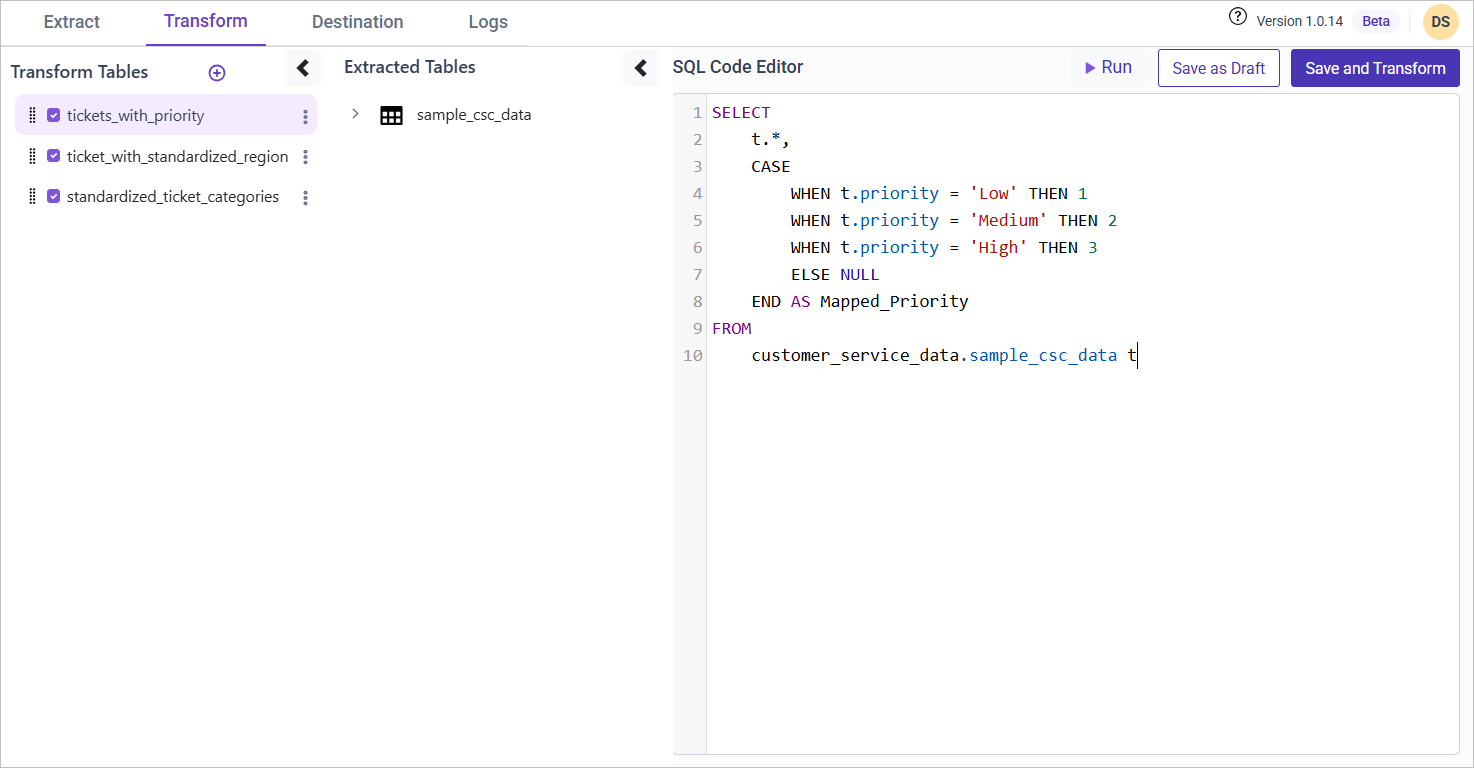 Extract Transform Destination Logs Version 1.0.14 Beta DS
Transform Tables Extracted Tables SQL Code Editor Run Save as Draft Save and Transform
tickets_with_priority
ticket_with_standardized_region
standardized_ticket_categories
sample_csc_data
1 SELECT
2 t.*,
3 CASE
4 WHEN t.priority = 'Low' THEN 1
5 WHEN t.priority = 'Medium' THEN 2
6 WHEN t.priority = 'High' THEN 3
7 ELSE NULL
8 END AS Mapped_Priority
9 FROM
10 customer_service_data.sample_csc_data t